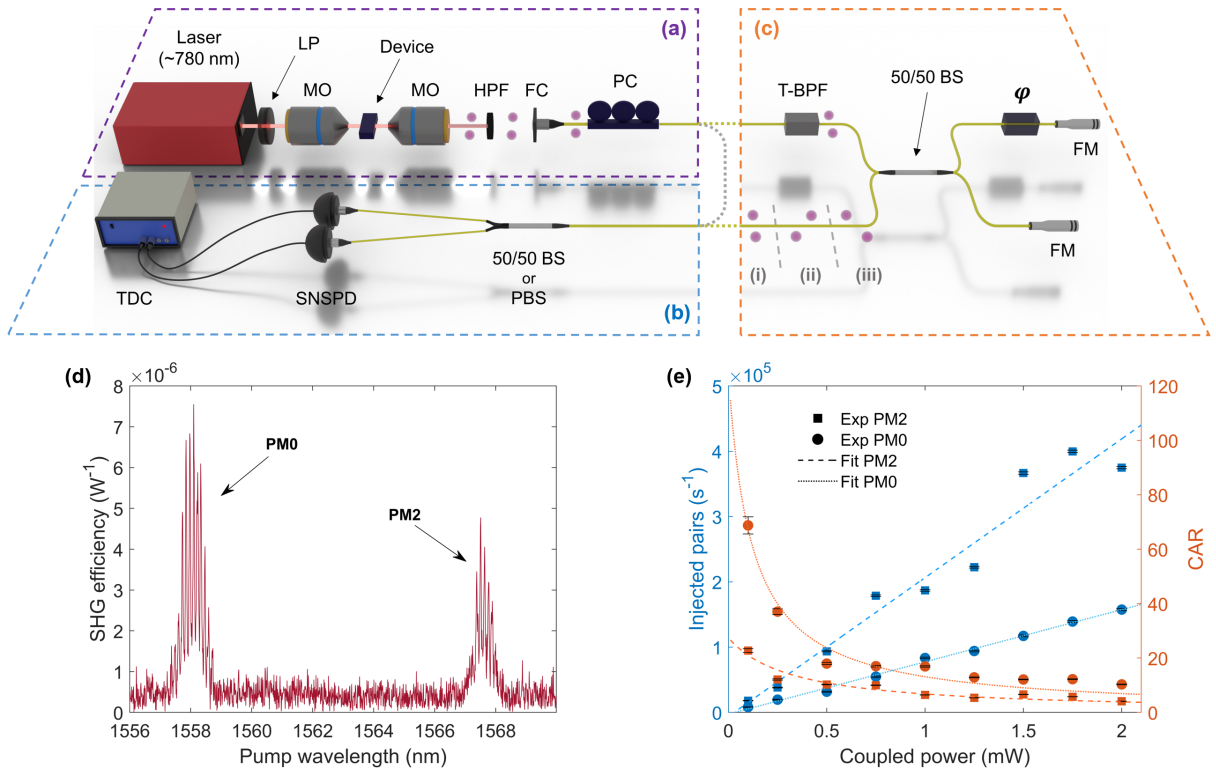 (a)
Laser
(~780 nm)
LP
MO
Device
MO
HPF
FC
PC
(c)
T-BPF
50/50 BS
φ
FM
FM
(i)
(ii)
(iii)
TDC
SNSPD
50/50 BS
or
PBS
(b)
(d)
×10⁻⁶
8
7
6
5
4
3
2
1
0
SHG efficiency (W⁻¹)
PM0
PM2
1556
1558
1560
1562
1564
1566
1568
Pump wavelength (nm)
(e)
×10⁵
5
4
3
2
1
0
Injected pairs (s⁻¹)
Exp PM2
Exp PM0
Fit PM2
Fit PM0
120
100
80
60
40
20
0
CAR
0
0.5
1.0
1.5
2
Coupled power (mW)